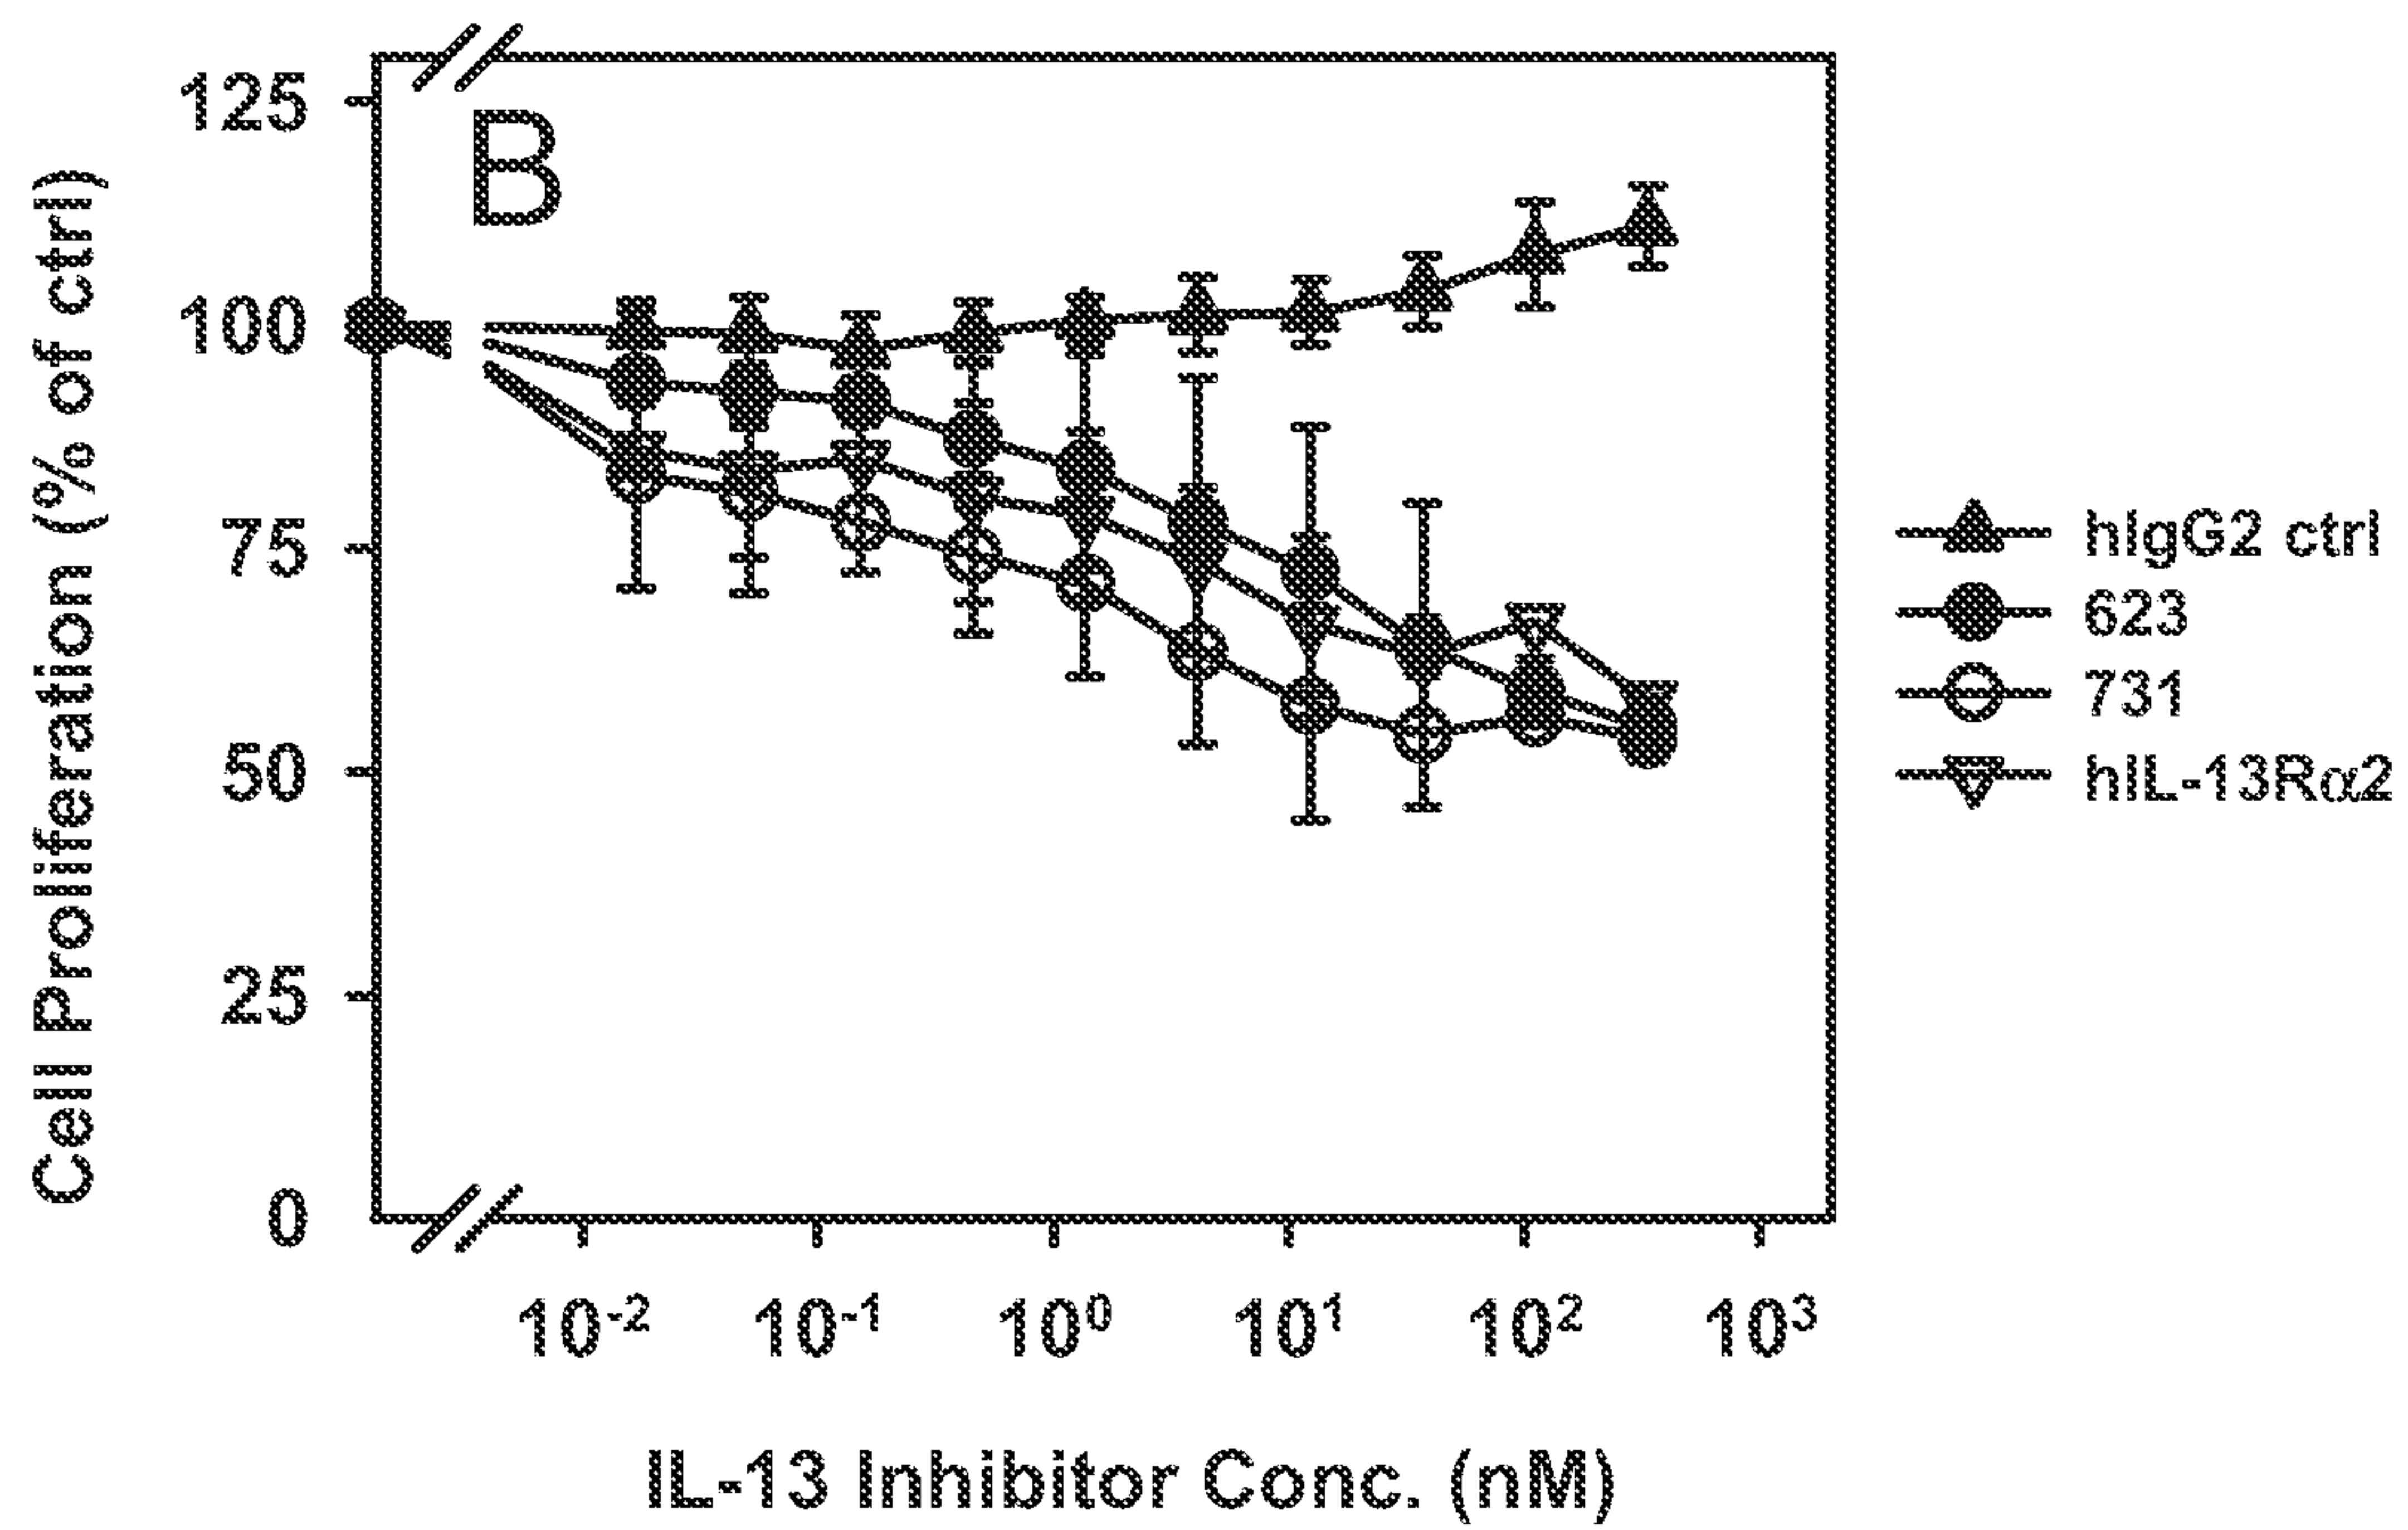 B
Cell Proliferation (% of ctrl)
125
100
75
50
25
0
10⁻²
10⁻¹
10⁰
10¹
10²
10³
IL-13 Inhibitor Conc. (nM)
hIgG2 ctrl
623
731
hIL-13Rα2